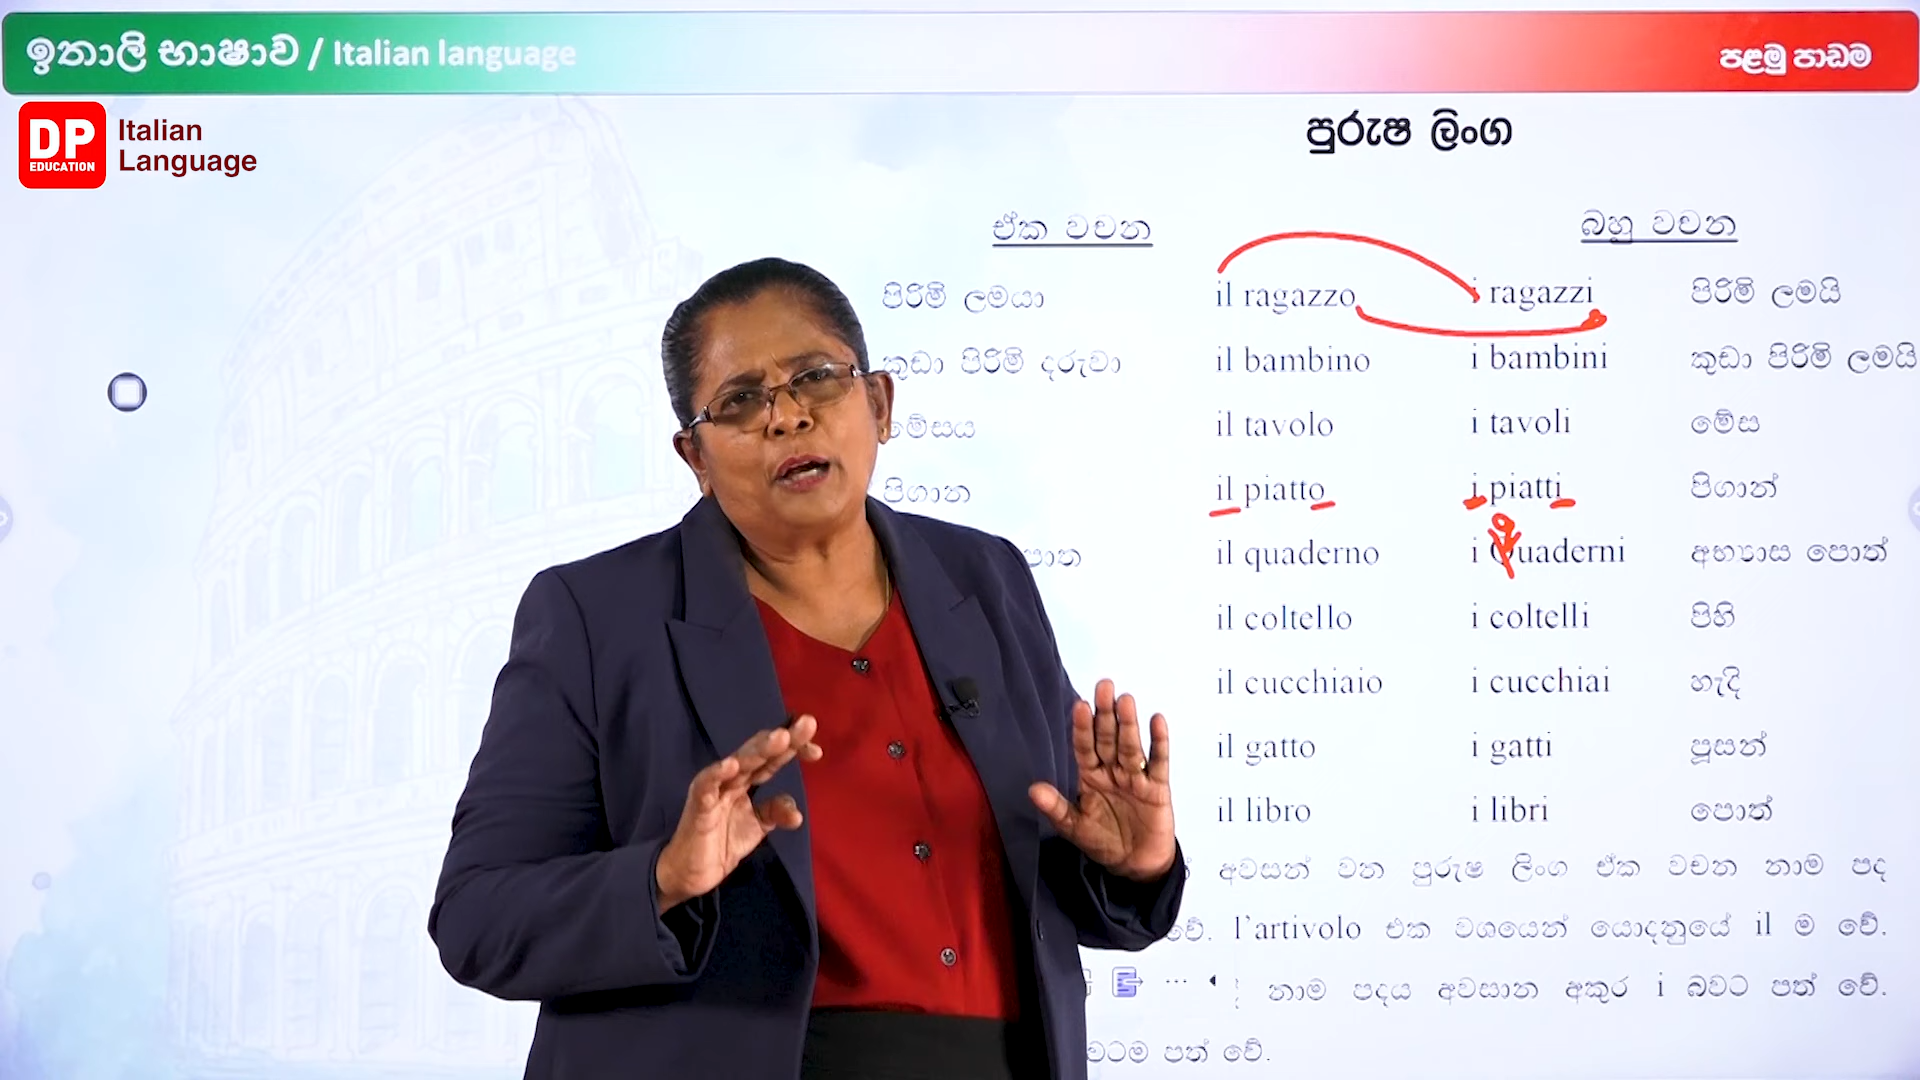 ඉතාලි භාෂාව / Italian language
පළමු පාඩම
DP
EDUCATION
Italian
Language
පුරුෂ ලිංග
ඒක වචන බහු වචන
පිරිමි ළමයා il ragazzo i ragazzi පිරිමි ළමයි
කුඩා පිරිමි දරුවා il bambino i bambini කුඩා පිරිමි ළමයි
මේසය il tavolo i tavoli මේස
පිගාන il piatto i piatti පිගාන්
පොත il quaderno i Quaderni අභ්‍යාස පොත්
il coltello i coltelli පිහි
il cucchiaio i cucchiai හැඳි
il gatto i gatti පූසන්
il libro i libri පොත්
අවසන් වන පුරුෂ ලිංග ඒක වචන නාම පද
වේ. l'artivolo එක වශයෙන් යොදනුයේ il ම වේ.
නාම පදය අවසාන අකුර i බවට පත් වේ.
පත් වේ.